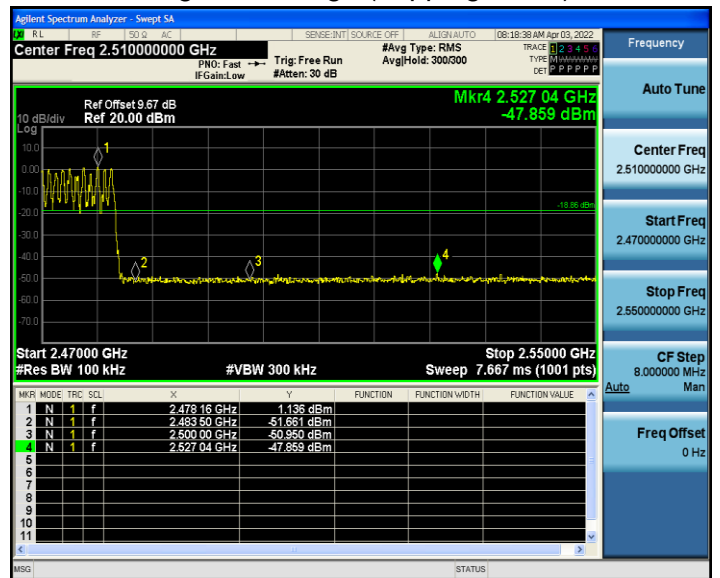 Agilent Spectrum Analyzer - Swept SA
RL RF 50 Ω AC SENSE:INT SOURCE OFF ALIGN AUTO 08:18:38 AM Apr 03, 2022
Center Freq 2.510000000 GHz
PNO: Fast
IFGain:Low
Trig: Free Run
#Atten: 30 dB
#Avg Type: RMS
Avg|Hold: 300/300
TRACE 1 2 3 4 5 6
TYPE M
DET P P P P P P
Frequency
Ref Offset 9.67 dB
10 dB/div Ref 20.00 dBm
Log
Mkr4 2.527 04 GHz
-47.859 dBm
10.0
0.00
-10.0
-20.0
-30.0
-40.0
-50.0
-60.0
-70.0
1
2
3
4
-18.86 dBm
Start 2.47000 GHz Stop 2.55000 GHz
#Res BW 100 kHz #VBW 300 kHz Sweep 7.667 ms (1001 pts)
MKR MODE TRC SCL X Y FUNCTION FUNCTION WIDTH FUNCTION VALUE
1 N 1 f 2.478 16 GHz 1.136 dBm
2 N 1 f 2.483 50 GHz -51.661 dBm
3 N 1 f 2.500 00 GHz -50.950 dBm
4 N 1 f 2.527 04 GHz -47.859 dBm
5
6
7
8
9
10
11
MSG STATUS
Auto Tune
Center Freq
2.510000000 GHz
Start Freq
2.470000000 GHz
Stop Freq
2.550000000 GHz
CF Step
8.000000 MHz
Auto Man
Freq Offset
0 Hz